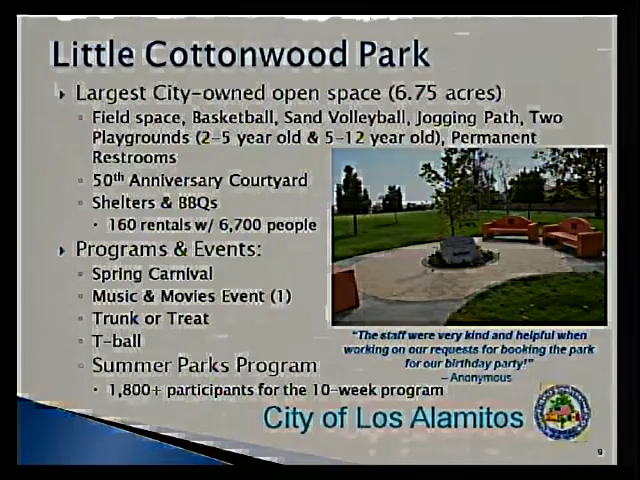 Little Cottonwood Park
Largest City-owned open space (6.75 acres)
Field space, Basketball, Sand Volleyball, Jogging Path, Two
Playgrounds (2-5 year old & 5-12 year old), Permanent
Restrooms
50th Anniversary Courtyard
Shelters & BBQs
160 rentals w/ 6,700 people
Programs & Events:
Spring Carnival
Music & Movies Event (1)
Trunk or Treat
T-ball
Summer Parks Program
1,800+ participants for the 10-week program
"The staff were very kind and helpful when
working on our requests for booking the park
for our birthday party!"
– Anonymous
City of Los Alamitos
9